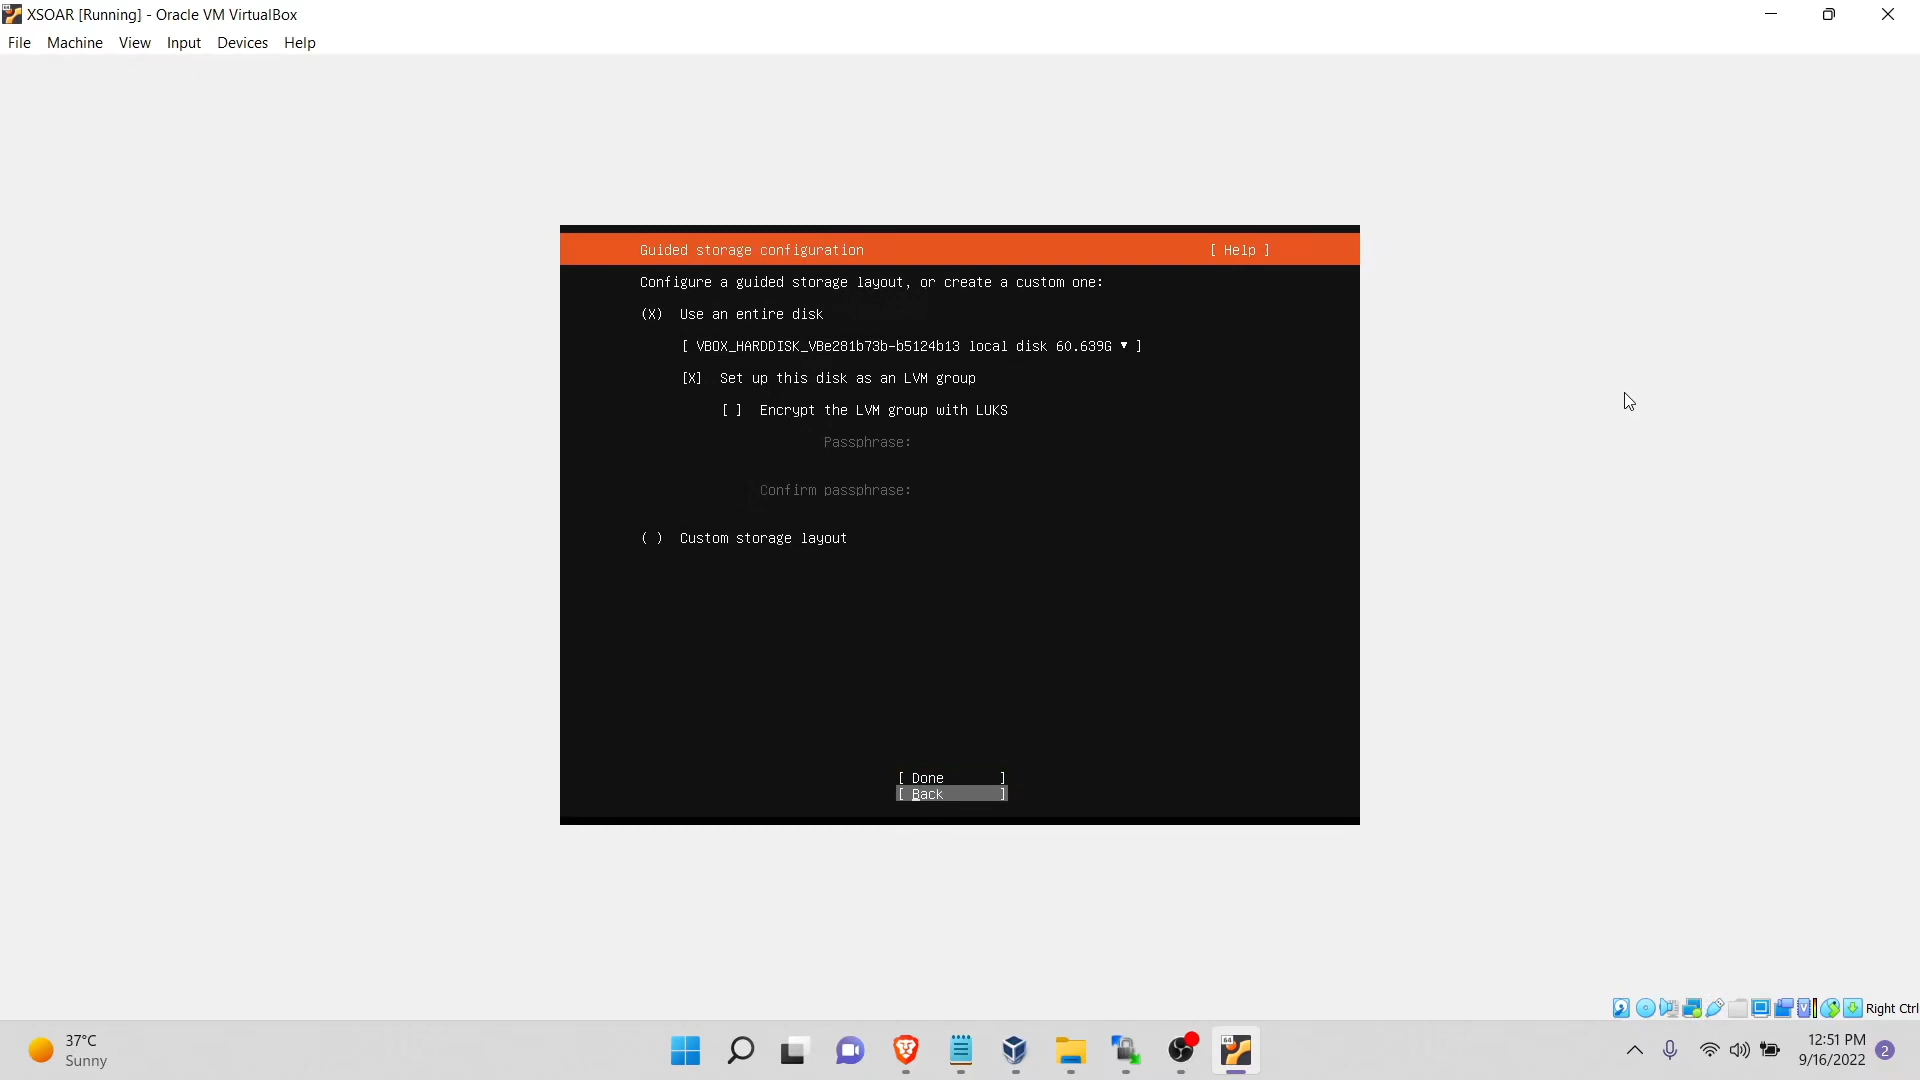 XSOAR [Running] - Oracle VM VirtualBox
File Machine View Input Devices Help
Guided storage configuration [ Help ]
Configure a guided storage layout, or create a custom one:
(X) Use an entire disk
[ VBOX_HARDDISK_VBe281b73b-b5124b13 local disk 60.639G ▾ ]
[X] Set up this disk as an LVM group
[ ] Encrypt the LVM group with LUKS
Passphrase:
Confirm passphrase:
( ) Custom storage layout
[ Done ]
[ Back ]
Right Ctrl
37°C
Sunny
64
12:51 PM
9/16/2022
2